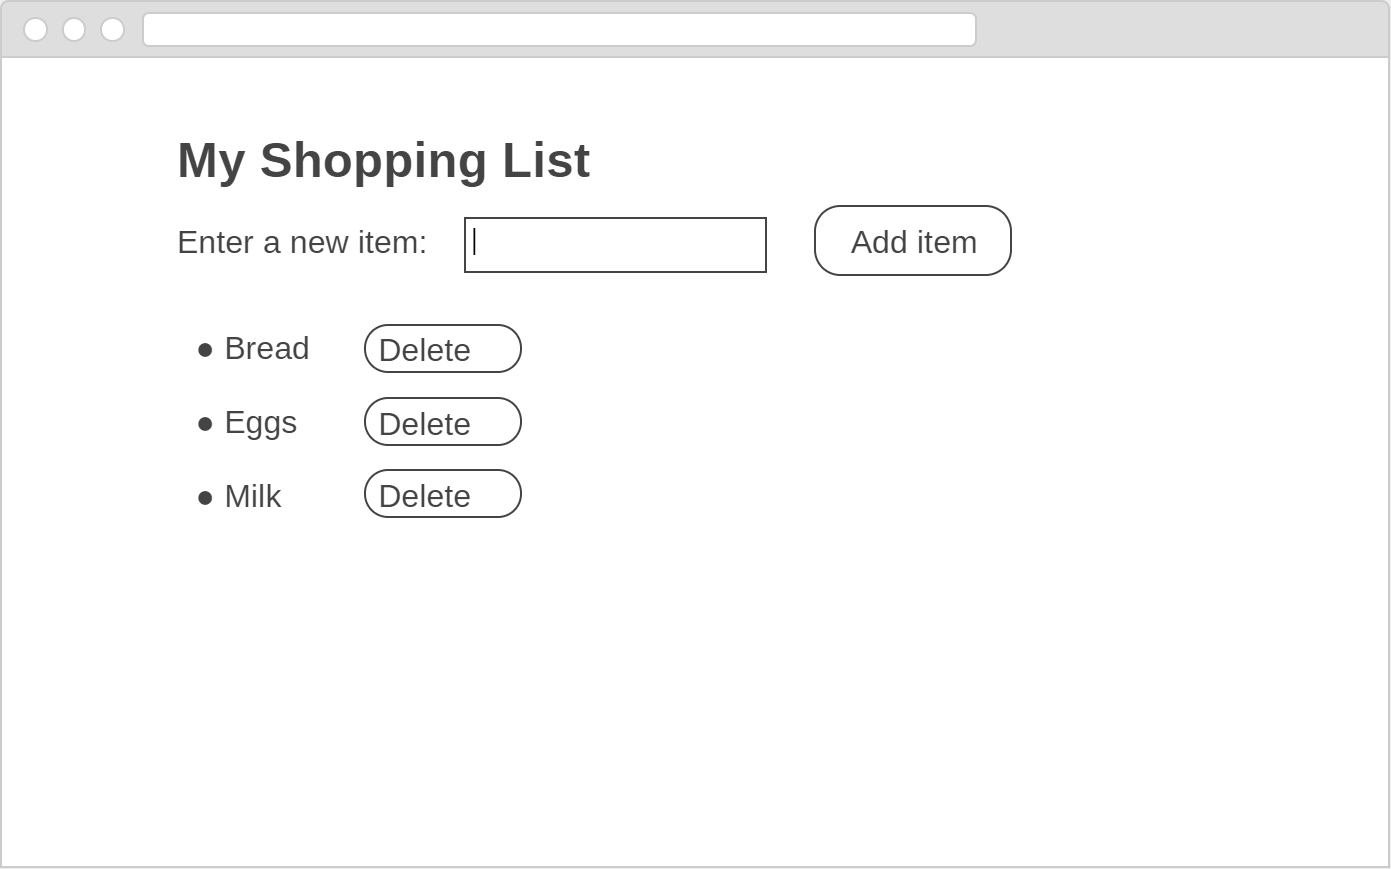 My Shopping List
Enter a new item: Add item
● Bread Delete
● Eggs Delete
● Milk Delete